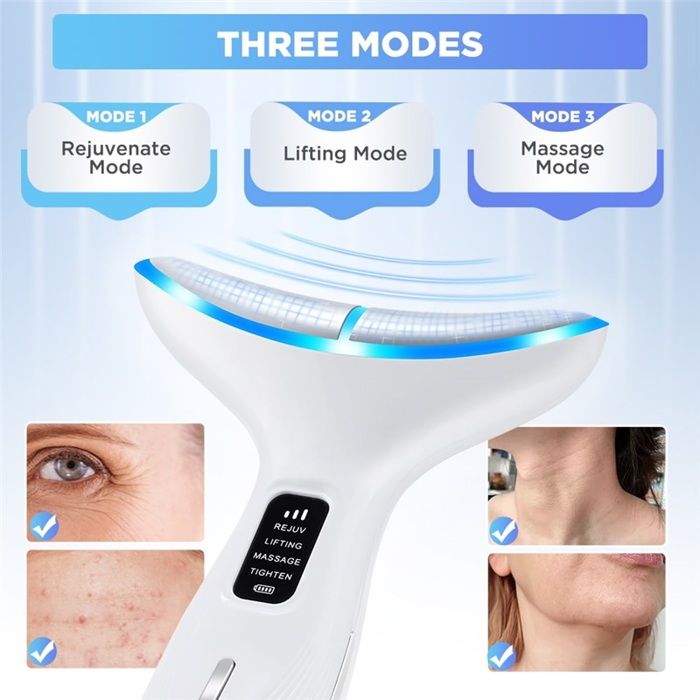 THREE MODES
MODE 1
Rejuvenate
Mode
MODE 2
Lifting Mode
MODE 3
Massage
Mode
REJUV
LIFTING
MASSAGE
TIGHTEN